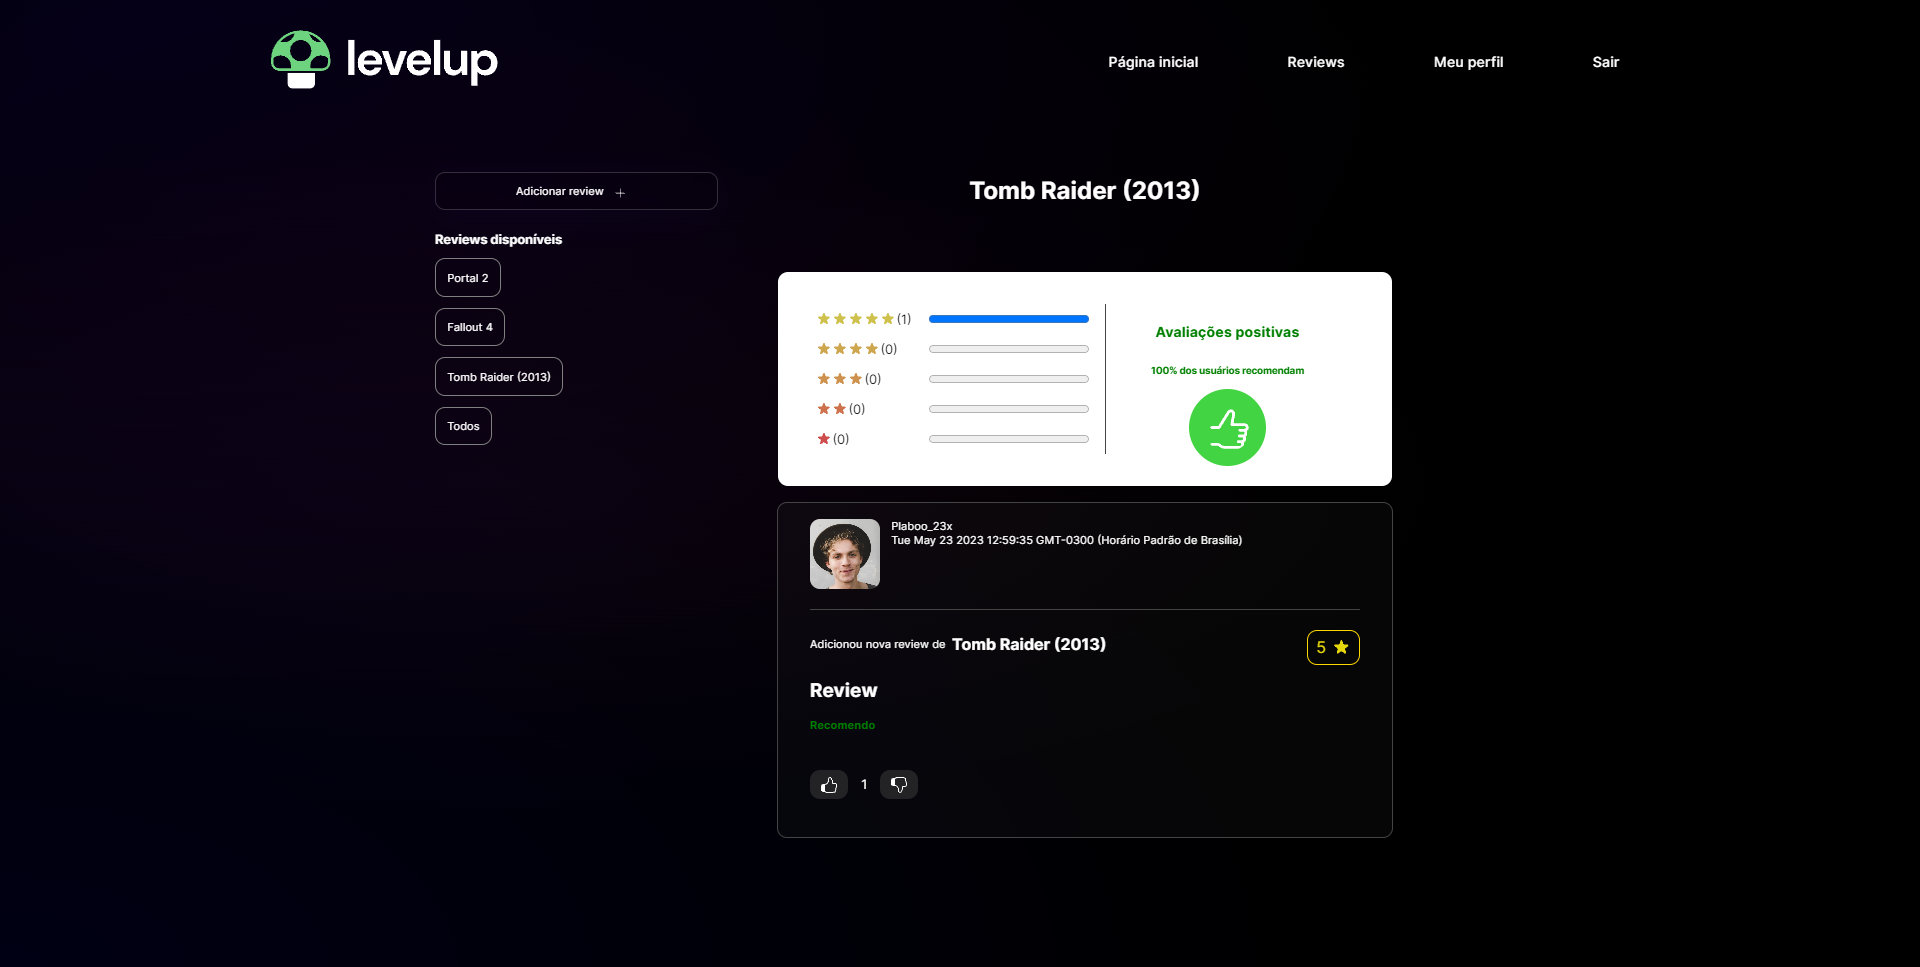 levelup
Página inicial
Reviews
Meu perfil
Sair
Adicionar review +
Reviews disponíveis
Portal 2
Fallout 4
Tomb Raider (2013)
Todos
Tomb Raider (2013)
(1)
(0)
(0)
(0)
(0)
Avaliações positivas
100% dos usuários recomendam
Plaboo_23x
Tue May 23 2023 12:59:35 GMT-0300 (Horário Padrão de Brasília)
Adicionou nova review de Tomb Raider (2013)
5
Review
Recomendo
1